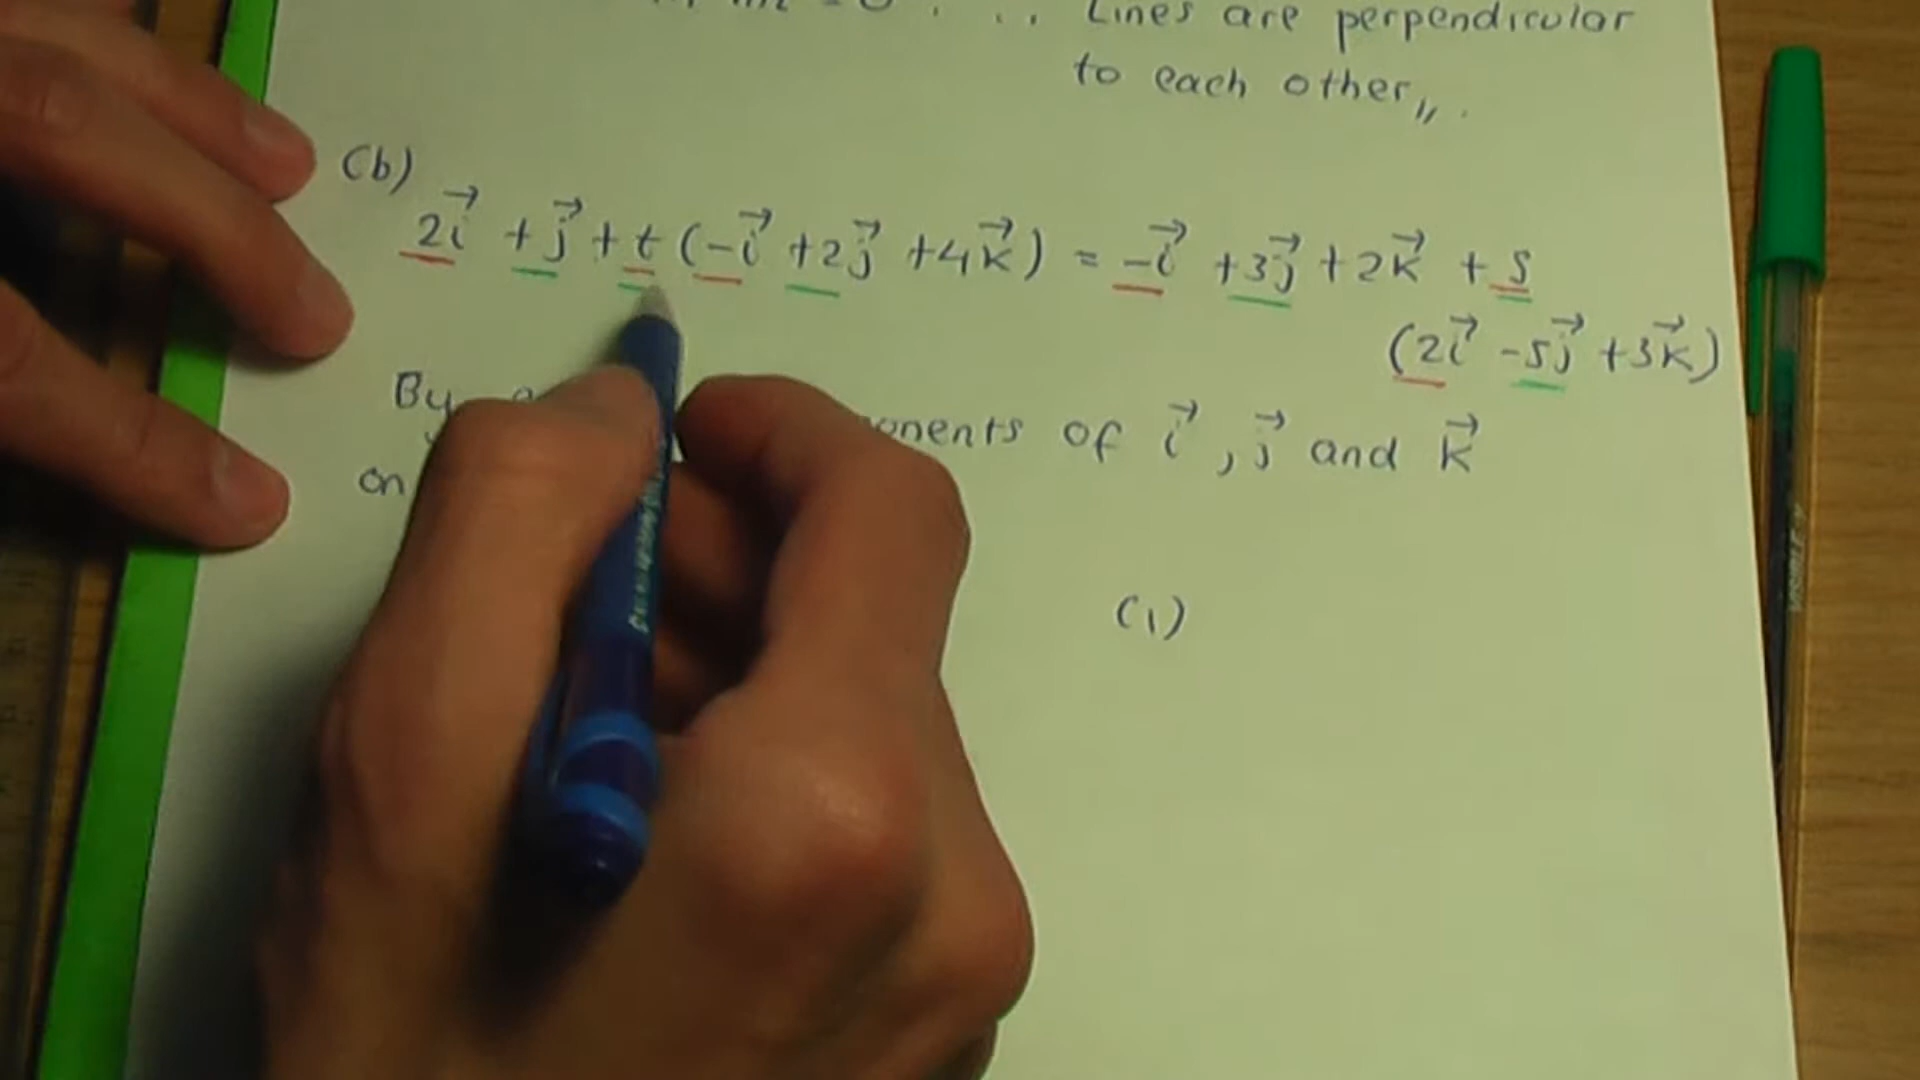 = 0 . ∴ Lines are perpendicular
to each other,, .
(b)
2i⃗ + j⃗ + t (-i⃗ + 2j⃗ + 4k⃗) = -i⃗ + 3j⃗ + 2k⃗ + s
(2i⃗ - 5j⃗ + 3k⃗)
By of i⃗ , j⃗ and k⃗
on
(1)